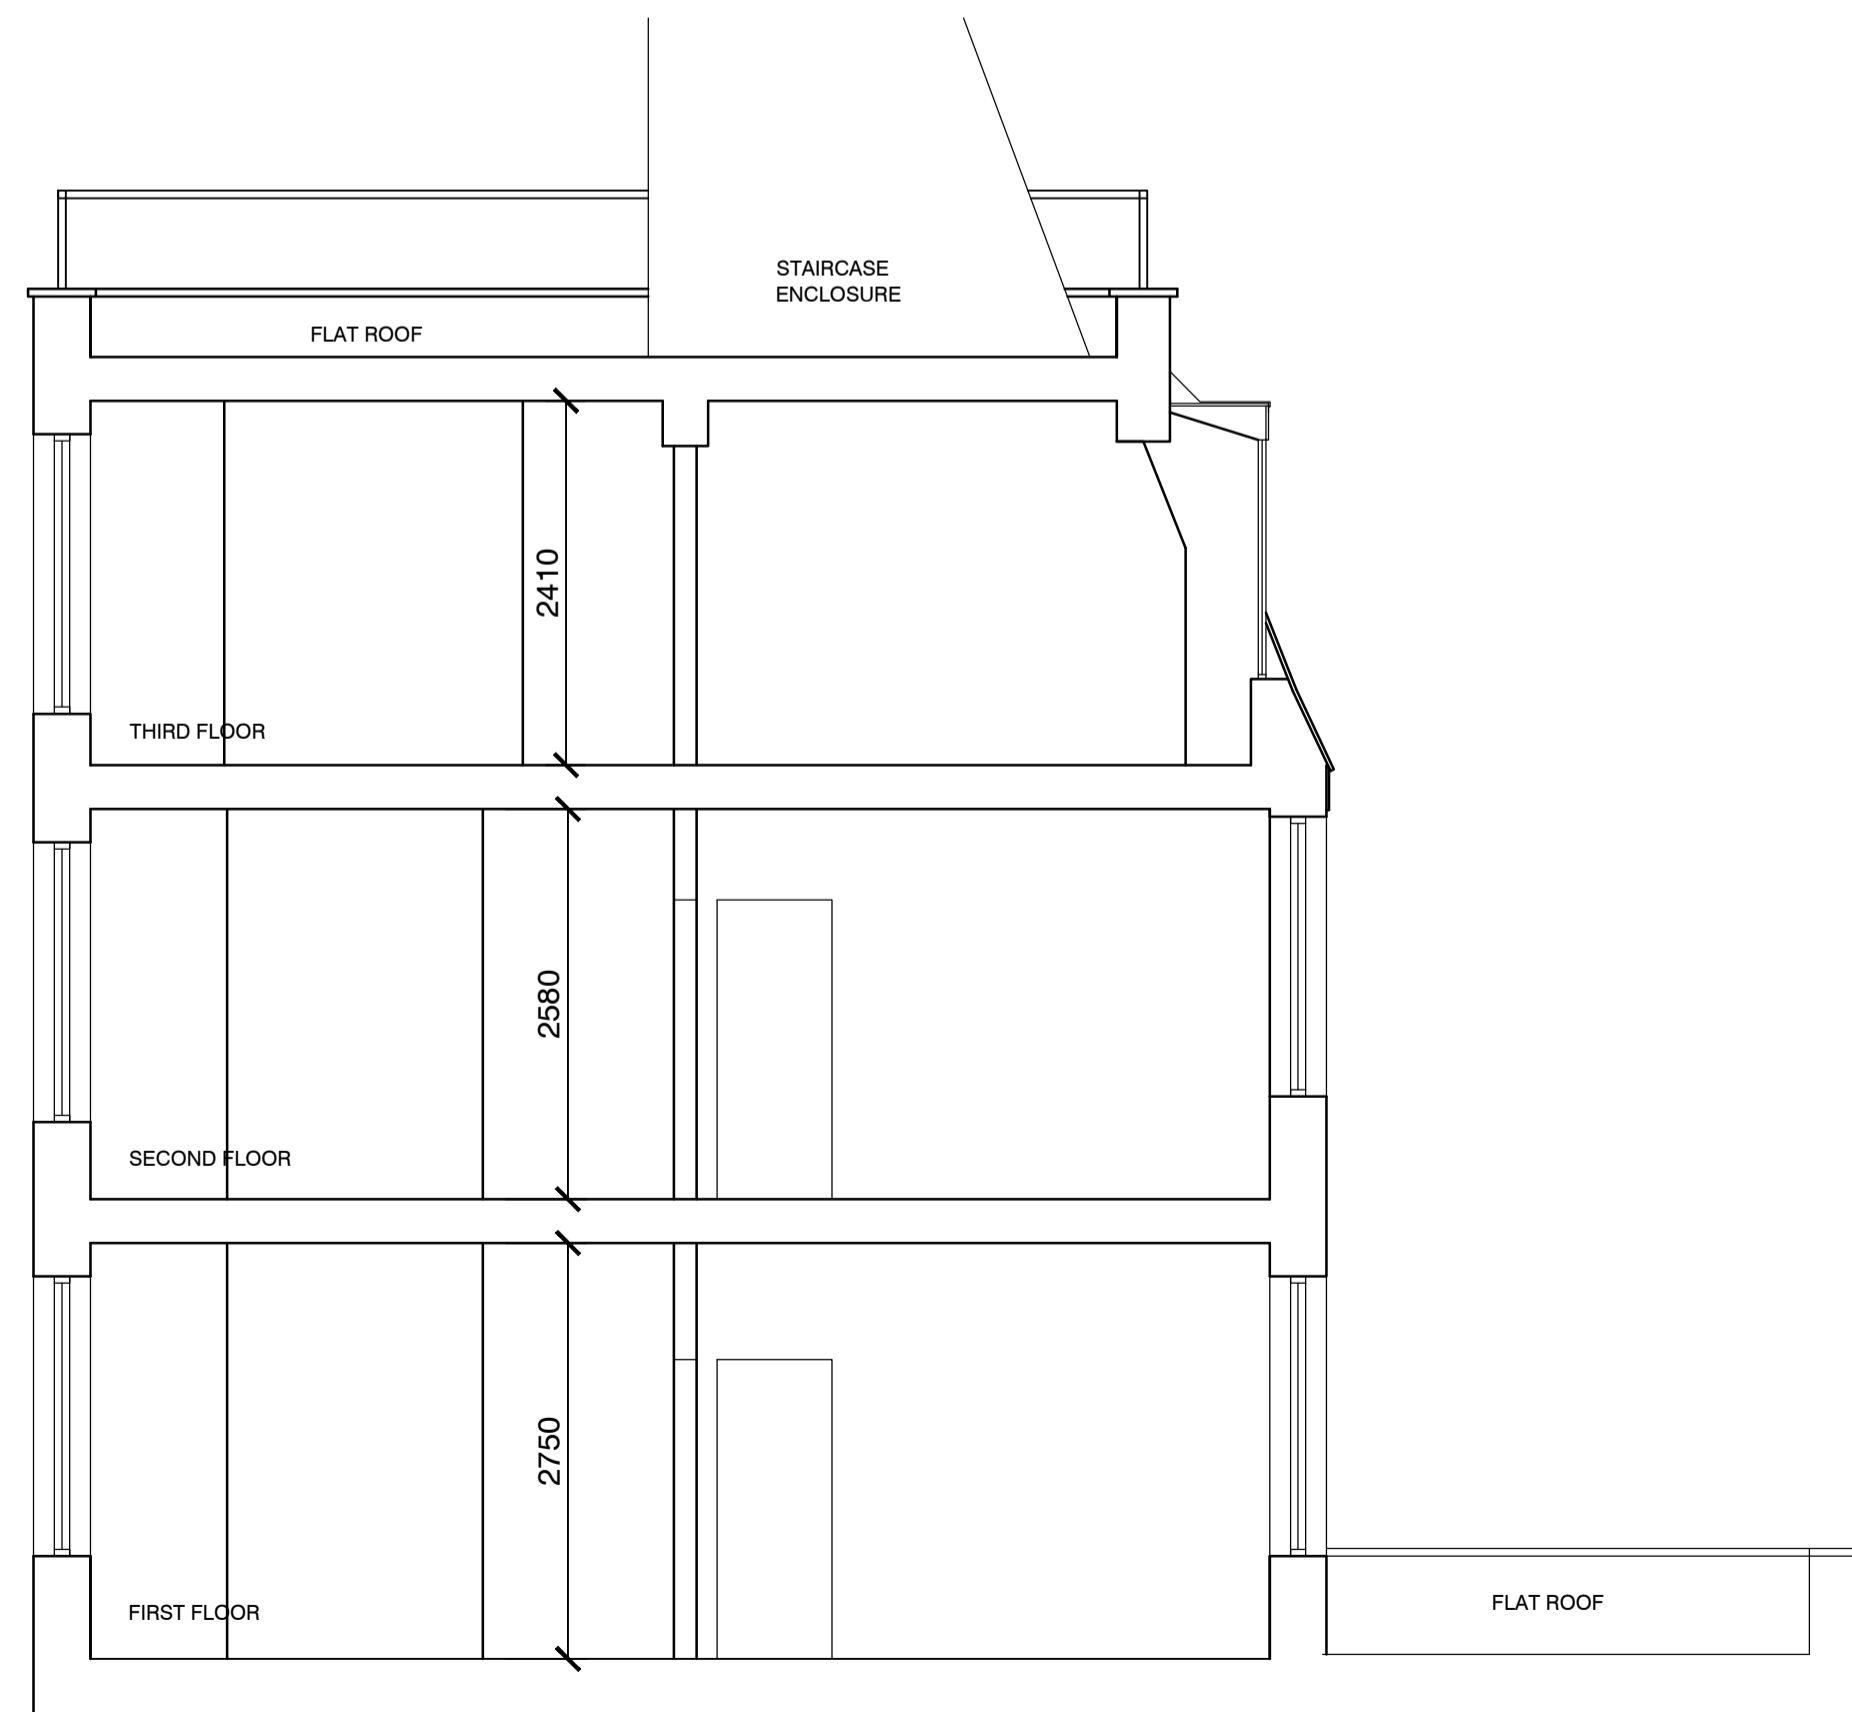 STAIRCASE
ENCLOSURE
FLAT ROOF
2410
THIRD FLOOR
2580
SECOND FLOOR
2750
FIRST FLOOR
FLAT ROOF